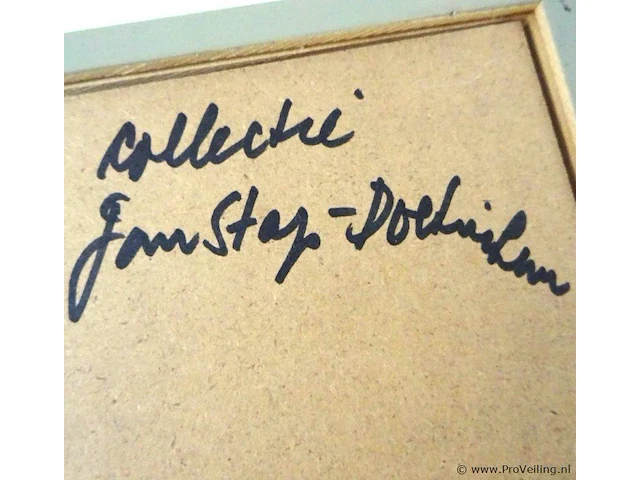 collectie
Jan Stap - Doetinchem
© www.ProVeiling.nl